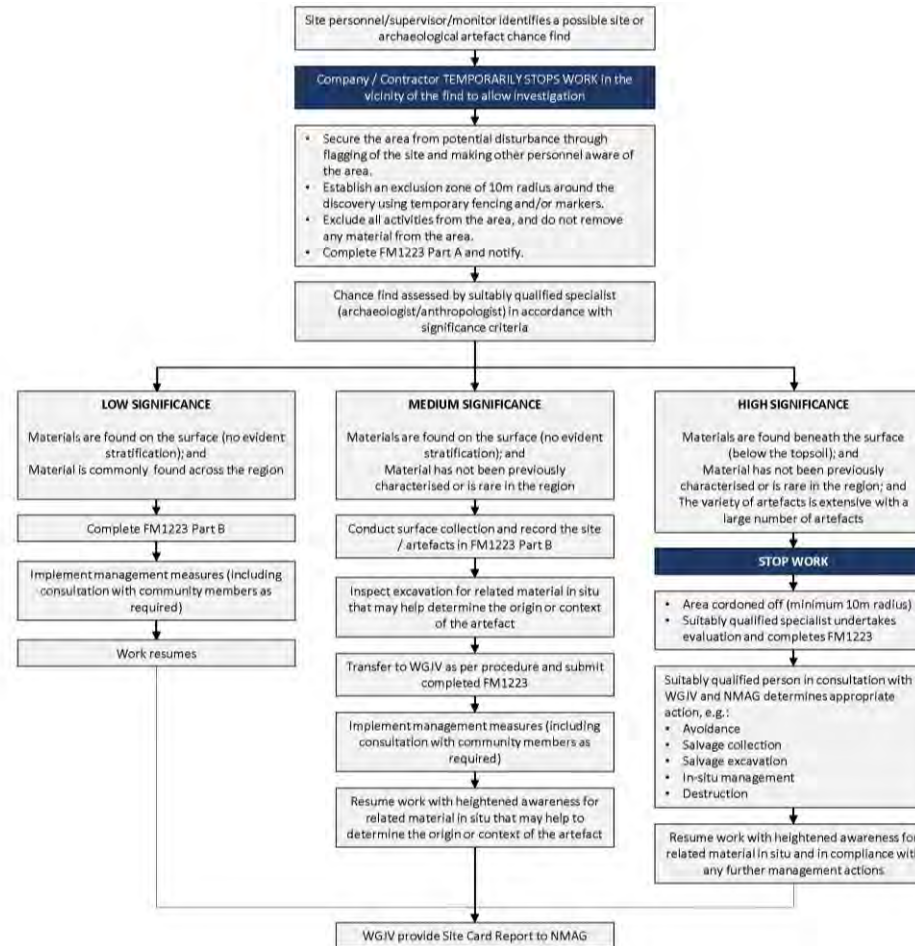 Site personnel/supervisor/monitor identifies a possible site or
archaeological artefact chance find
Company / Contractor TEMPORARILY STOPS WORK in the
vicinity of the find to allow investigation
• Secure the area from potential disturbance through
flagging of the site and making other personnel aware of
the area.
• Establish an exclusion zone of 10m radius around the
discovery using temporary fencing and/or markers.
• Exclude all activities from the area, and do not remove
any material from the area.
• Complete FM1223 Part A and notify.
Chance find assessed by suitably qualified specialist
(archaeologist/anthropologist) in accordance with
significance criteria
LOW SIGNIFICANCE
Materials are found on the surface (no evident
stratification); and
Material is commonly found across the region
Complete FM1223 Part B
Implement management measures (including
consultation with community members as
required)
Work resumes
MEDIUM SIGNIFICANCE
Materials are found on the surface (no evident
stratification); and
Material has not been previously
characterised or is rare in the region
Conduct surface collection and record the site
/ artefacts in FM1223 Part B
Inspect excavation for related material in situ
that may help determine the origin or context
of the artefact
Transfer to WGJV as per procedure and submit
completed FM1223
Implement management measures (including
consultation with community members as
required)
Resume work with heightened awareness for
related material in situ that may help to
determine the origin or context of the artefact
HIGH SIGNIFICANCE
Materials are found beneath the surface
(below the topsoil); and
Material has not been previously
characterised or is rare in the region; and
The variety of artefacts is extensive with a
large number of artefacts
STOP WORK
• Area cordoned off (minimum 10m radius)
• Suitably qualified specialist undertakes
evaluation and completes FM1223
Suitably qualified person in consultation with
WGJV and NMAG determines appropriate
action, e.g.:
• Avoidance
• Salvage collection
• Salvage excavation
• In-situ management
• Destruction
Resume work with heightened awareness for
related material in situ and in compliance with
any further management actions
WGJV provide Site Card Report to NMAG